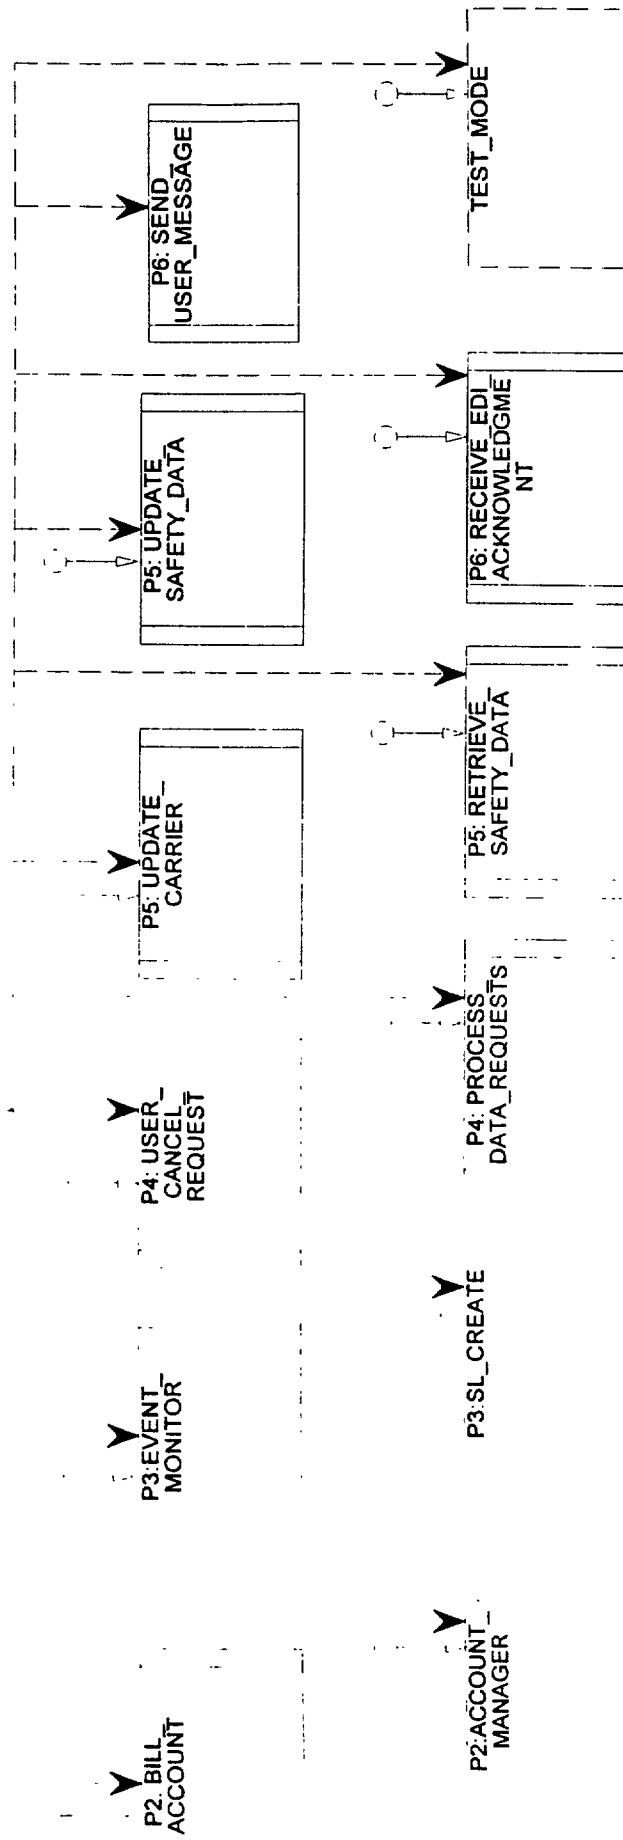 P2. BILL_
ACCOUNT
P3:EVENT_
MONITOR
P4: USER_
CANCEL_
REQUEST
P5: UPDATE_
CARRIER
P5: UPDATE_
SAFETY_DATA
P6: SEND_
USER_MESSAGE
P2:ACCOUNT_
MANAGER
P3:SL_CREATE
P4: PROCESS_
DATA_REQUESTS
P5: RETRIEVE_
SAFETY_DATA
P6: RECEIVE_EDI_
ACKNOWLEDGME
NT
TEST_MODE